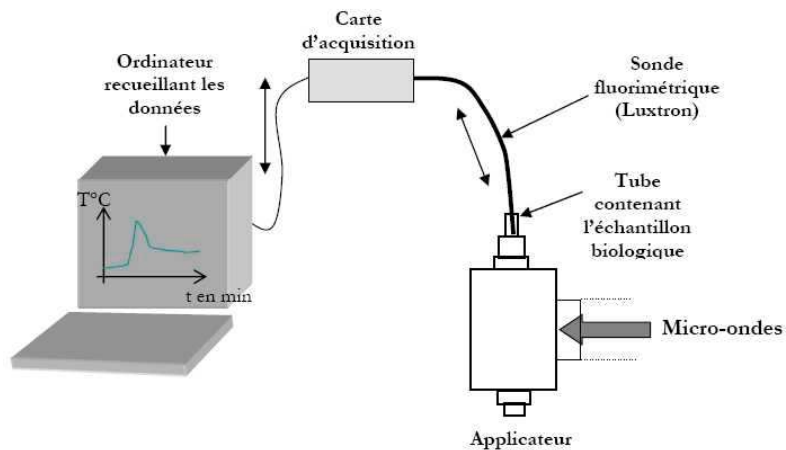 Carte
d'acquisition
Ordinateur
recueillant les
données
Sonde
fluorimétrique
(Luxtron)
Tube
contenant
l'échantillon
biologique
T°C
t en min
Micro-ondes
Applicateur